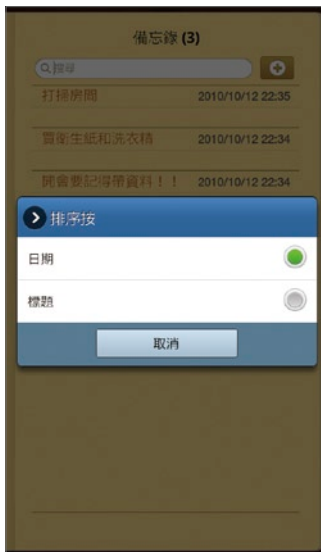 備忘錄 (3)
搜尋
打掃房間 2010/10/12 22:35
買衛生紙和洗衣精 2010/10/12 22:34
開會要記得帶資料！！ 2010/10/12 22:34
排序按
日期
標題
取消